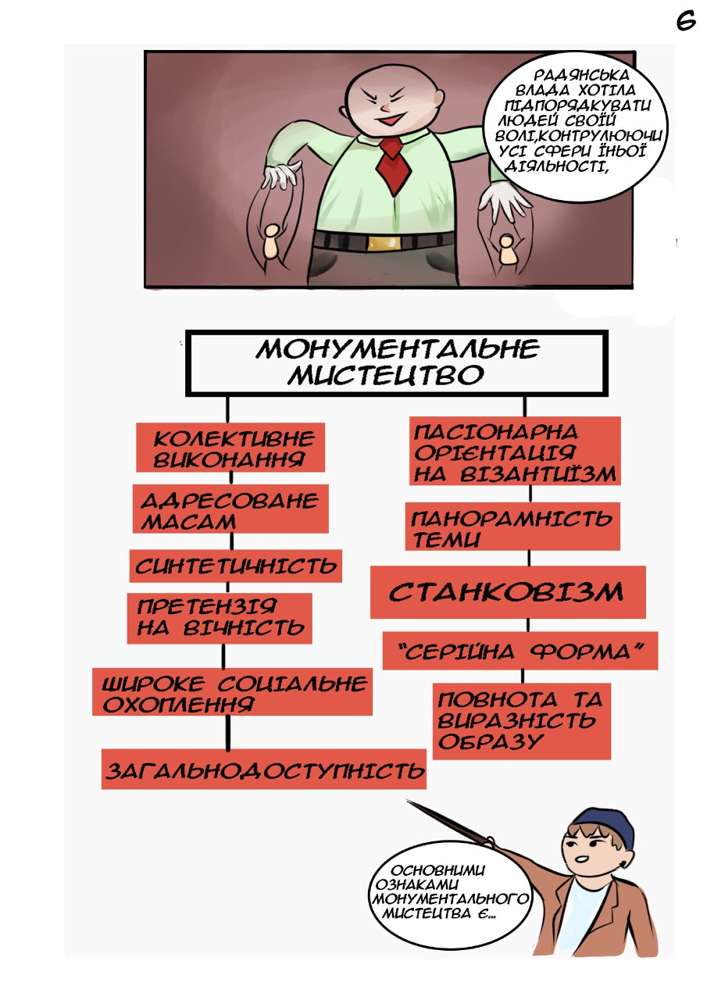 6
РАДЯНСЬКА
ВЛАДА ХОТІЛА
ПІДПОРЯДКУВАТИ
ЛЮДЕЙ СВОЇЙ
ВОЛІ,КОНТРУЛЮЮЧИ
УСІ СФЕРИ ЇНЬОЇ
ДІЯЛЬНОСТІ,
МОНУМЕНТАЛЬНЕ
МИСТЕЦТВО
КОЛЕКТИВНЕ
ВИКОНАННЯ
АДРЕСОВАНЕ
МАСАМ
СИНТЕТИЧНІСТЬ
ПРЕТЕНЗІЯ
НА ВІЧНІСТЬ
ШИРОКЕ СОЦІАЛЬНЕ
ОХОПЛЕННЯ
ЗАГАЛЬНОДОСТУПНІСТЬ
ПАСІОНАРНА
ОРІЄНТАЦІЯ
НА ВІЗАНТИЇЗМ
ПАНОРАМНІСТЬ
ТЕМИ
СТАНКОВІЗМ
"СЕРІЙНА ФОРМА"
ПОВНОТА ТА
ВИРАЗНІСТЬ
ОБРАЗУ
ОСНОВНИМИ
ОЗНАКАМИ
МОНУМЕНТАЛЬНОГО
МИСТЕЦТВА Є...